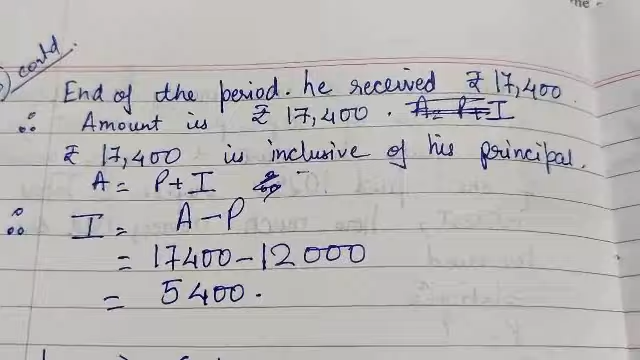 contd.
End of the period. he received ₹ 17,400
∴ Amount is ₹ 17,400. A = P + I
₹ 17,400 is inclusive of his principal.
A = P + I
∴ I = A - P
= 17400 - 12000
= 5400.